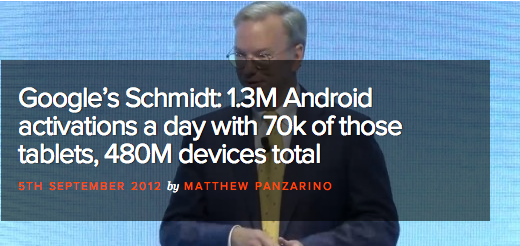 Google's Schmidt: 1.3M Android
activations a day with 70k of those
tablets, 480M devices total
5TH SEPTEMBER 2012 by MATTHEW PANZARINO